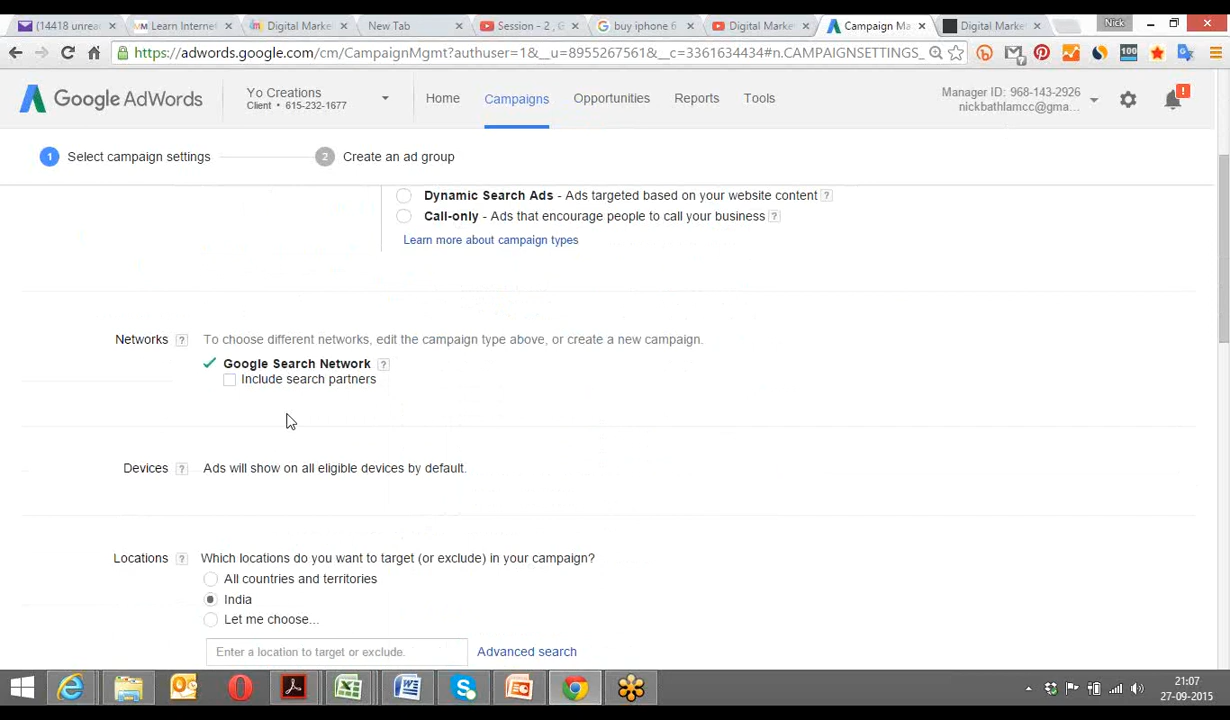 (14418 unrea
Learn Internet
Digital Marke
New Tab
Session - 2 , G
buy iphone 6
Digital Marke
Campaign Ma
Digital Marke
Nick
https://adwords.google.com/cm/CampaignMgmt?authuser=1&__u=89552675661&__c=3361634434#n.CAMPAIGNSETTINGS_
100
Google AdWords
Yo Creations
Client • 615-232-1677
Home
Campaigns
Opportunities
Reports
Tools
Manager ID: 968-143-2926
nickbathlamcc@gma...
!
1 Select campaign settings
2 Create an ad group
Dynamic Search Ads - Ads targeted based on your website content ?
Call-only - Ads that encourage people to call your business ?
Learn more about campaign types
Networks ? To choose different networks, edit the campaign type above, or create a new campaign.
Google Search Network ?
Include search partners
Devices ? Ads will show on all eligible devices by default.
Locations ? Which locations do you want to target (or exclude) in your campaign?
All countries and territories
India
Let me choose...
Enter a location to target or exclude. Advanced search
21:07
27-09-2015